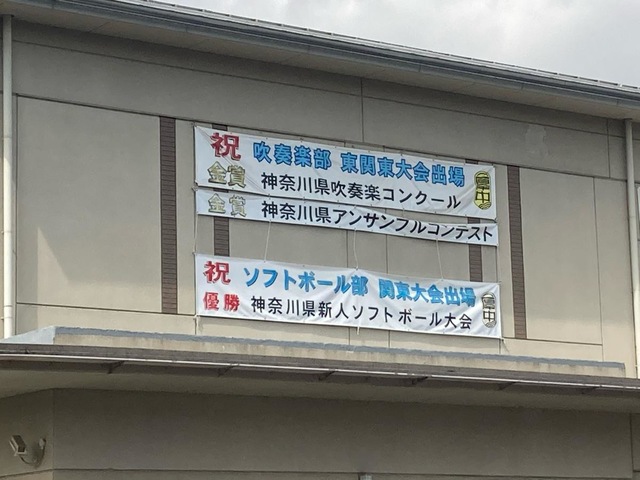 祝 吹奏楽部 東関東大会出場
金賞 神奈川県吹奏楽コンクール
金賞 神奈川県アンサンブルコンテスト
祝 ソフトボール部 関東大会出場
優勝 神奈川県新人ソフトボール大会